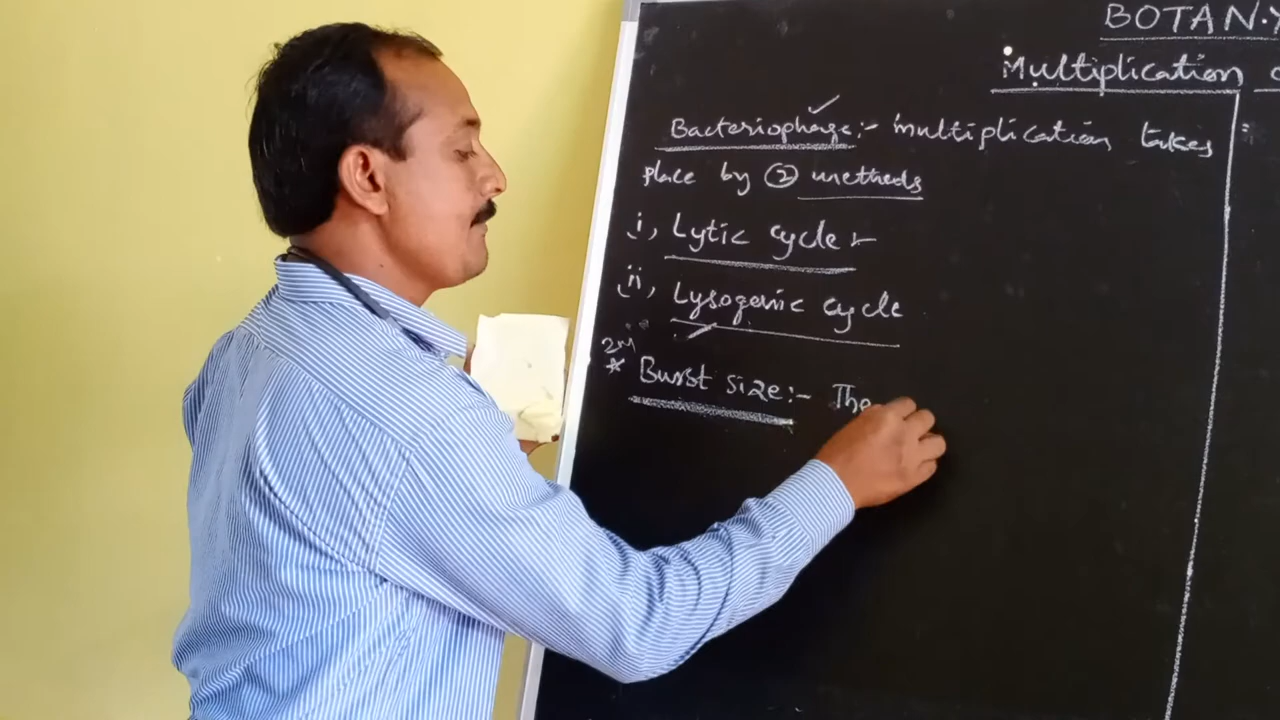 BOTANY
Multiplication
Bacteriophage:- multiplication takes
place by ② methods
i, Lytic cycle:-
ii, Lysogenic cycle
2M
* Burst size:- The